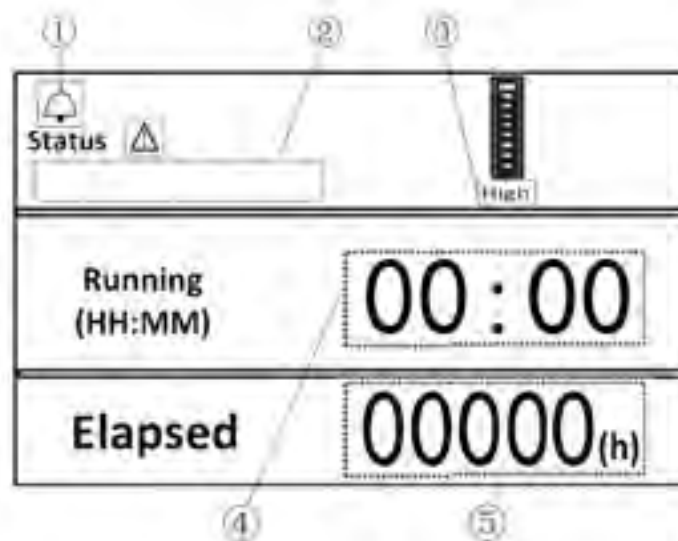 ① ② ③
Status
High
Running
(HH:MM)
00:00
Elapsed
00000(h)
④ ⑤